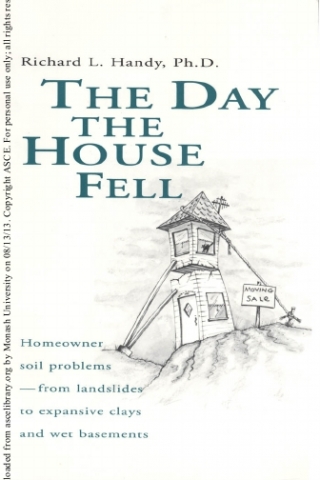 Richard L. Handy, Ph.D.
THE DAY
THE
HOUSE
FELL
MOVING
SALE
Homeowner
soil problems
—from landslides
to expansive clays
and wet basements
loaded from ascelibrary.org by Monash University on 08/13/13. Copyright ASCE. For personal use only; all rights res